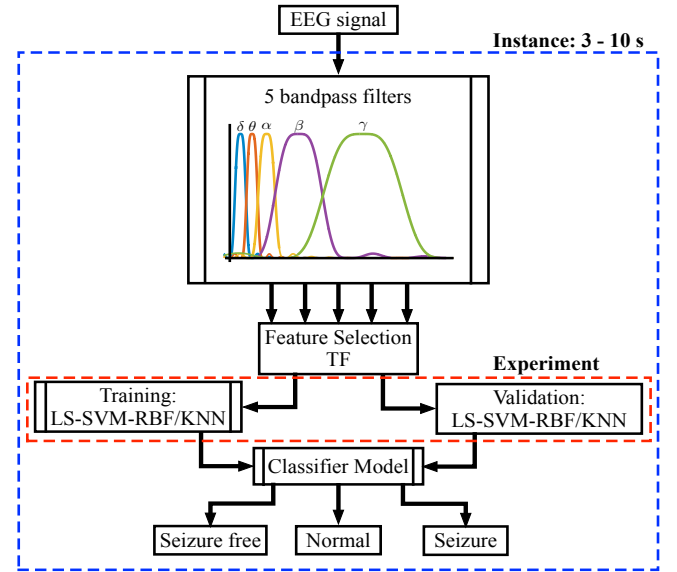 EEG signal
Instance: 3 - 10 s
5 bandpass filters
δ θ α β γ
Feature Selection
TF
Experiment
Training:
LS-SVM-RBF/KNN
Validation:
LS-SVM-RBF/KNN
Classifier Model
Seizure free
Normal
Seizure